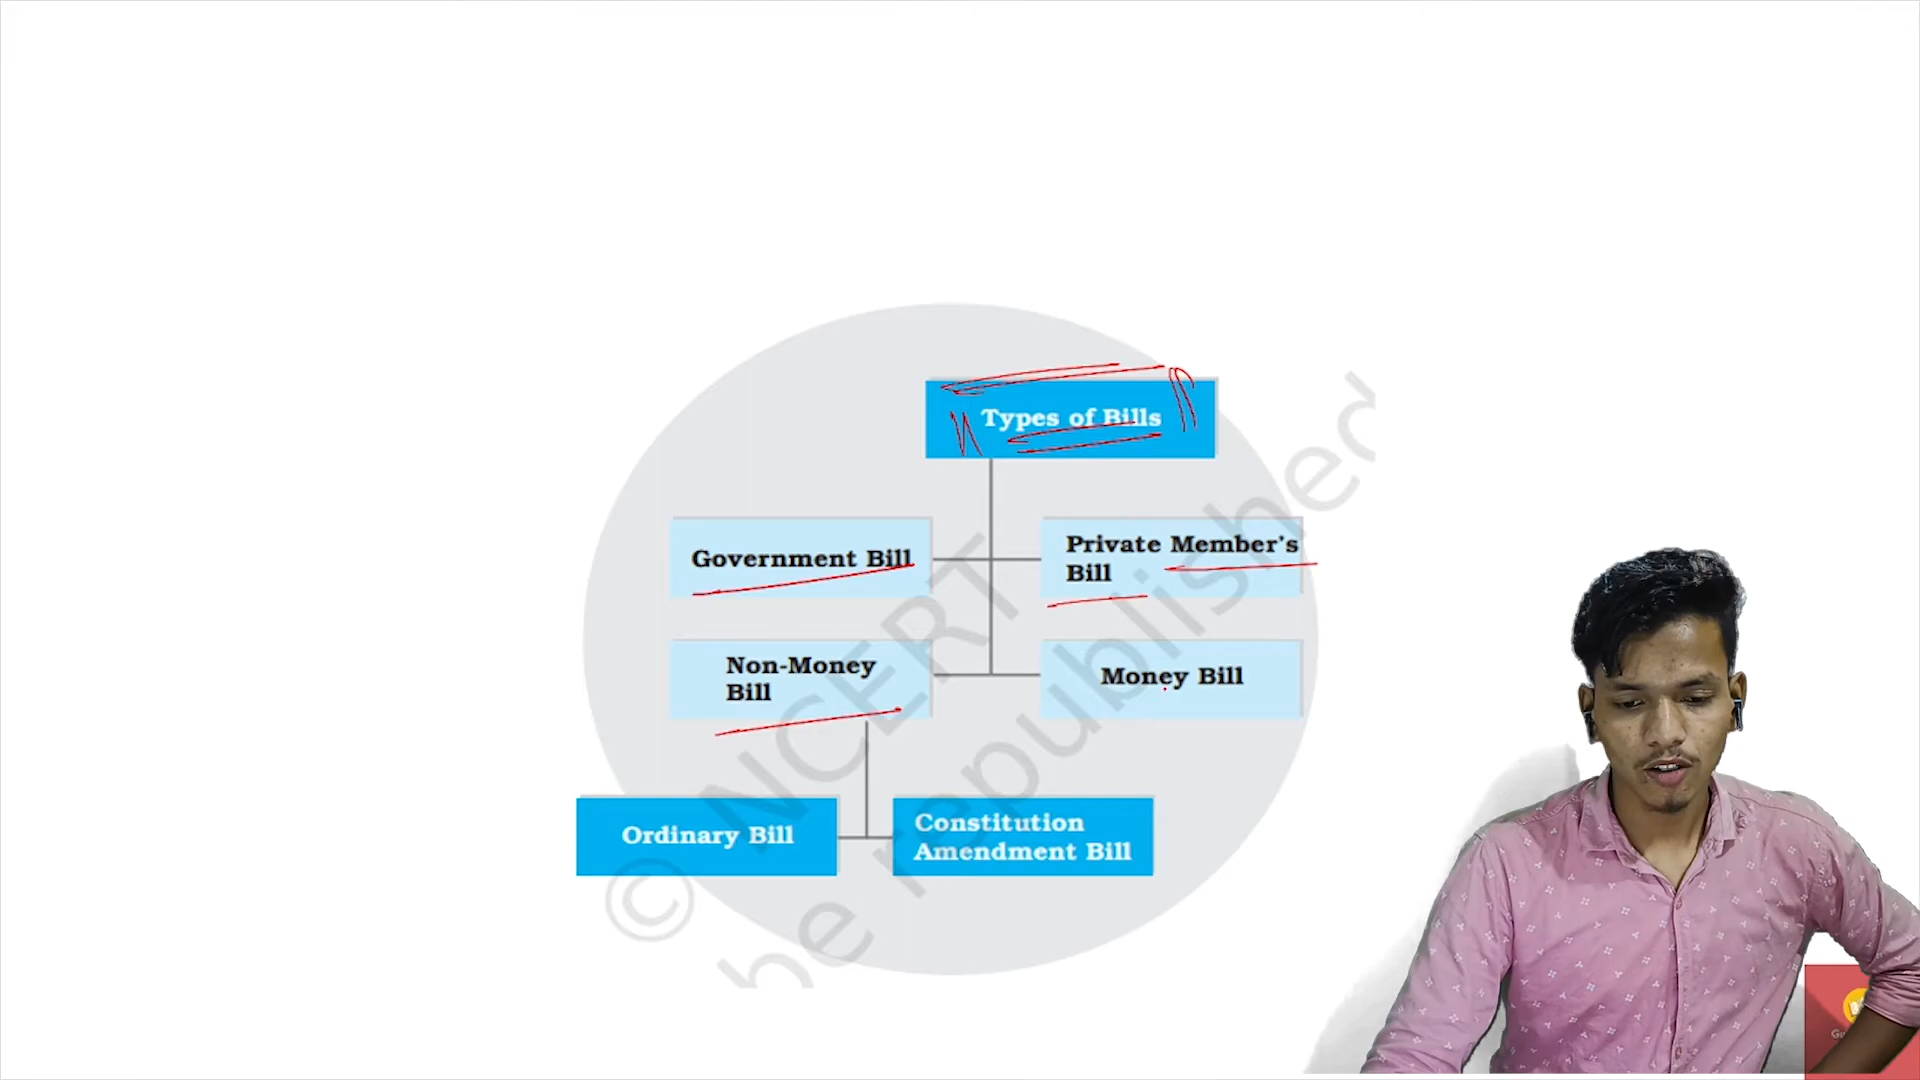 Types of Bills
Government Bill
Private Member's
Bill
Non-Money
Bill
Money Bill
Ordinary Bill
Constitution
Amendment Bill
© NCERT
be republished